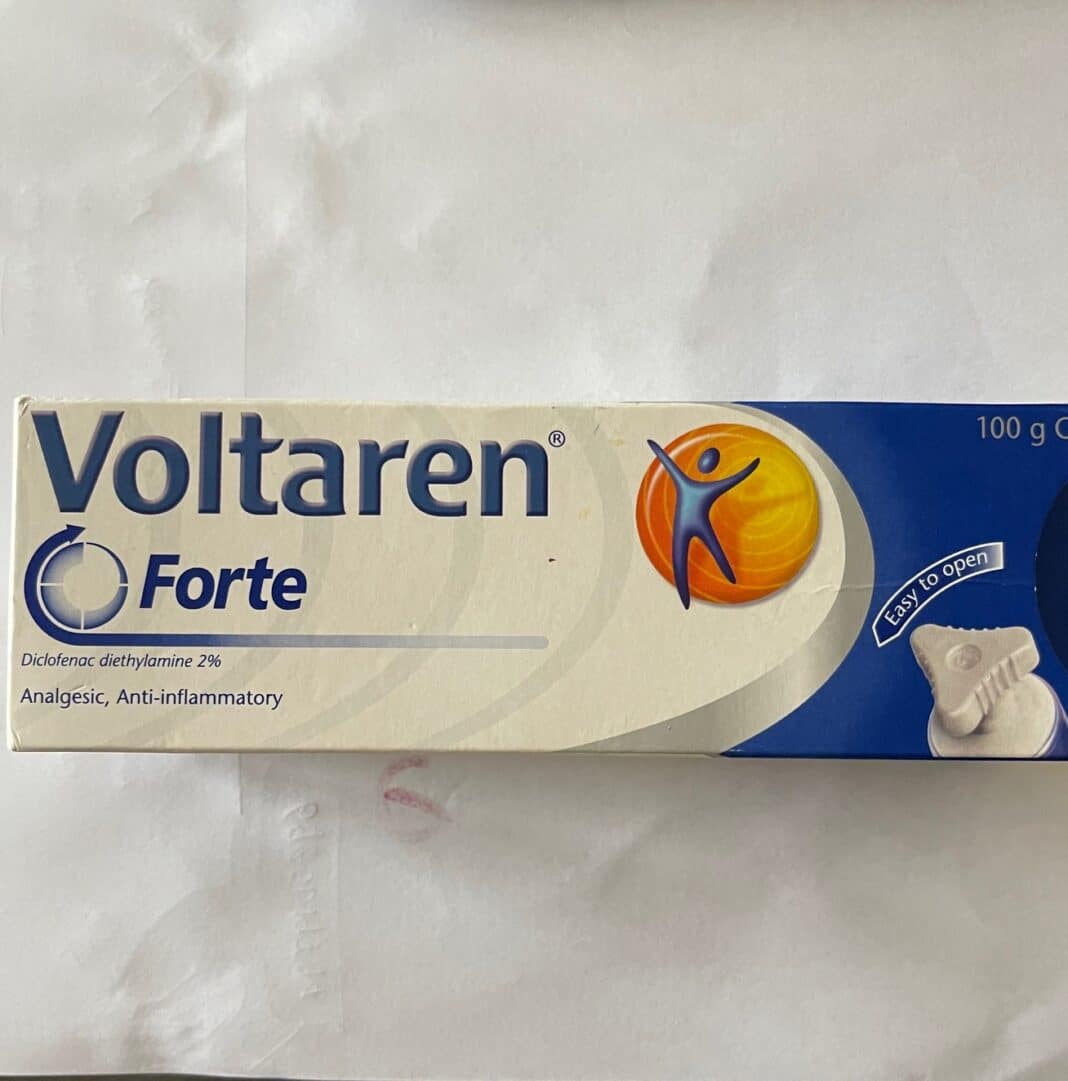 Voltaren®
Forte
Diclofenac diethylamine 2%
Analgesic, Anti-inflammatory
100 g
Easy to open